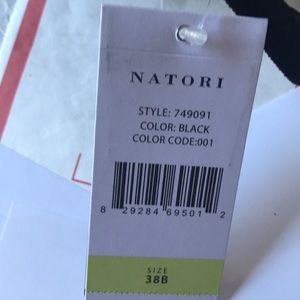 NATORI
STYLE: 749091
COLOR: BLACK
COLOR CODE:001
8 29284 69501 2
SIZE
38B